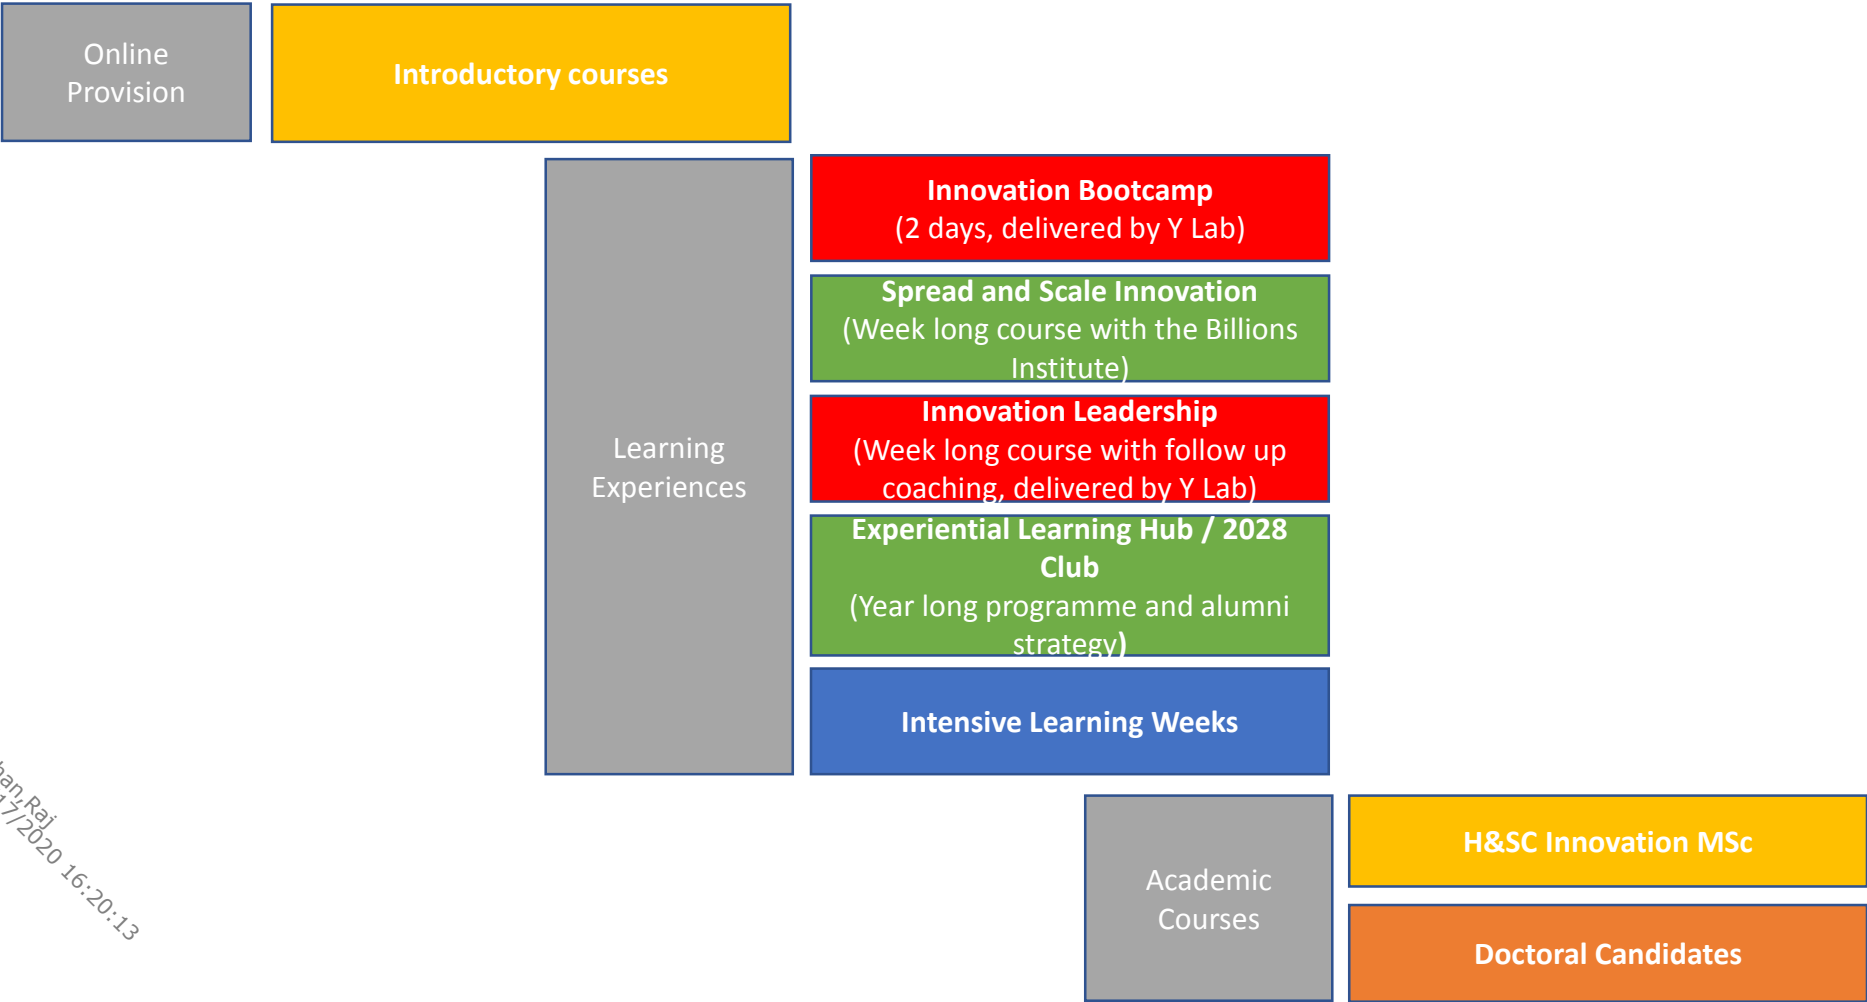 Online
Provision
Introductory courses
Innovation Bootcamp
(2 days, delivered by Y Lab)
Spread and Scale Innovation
(Week long course with the Billions
Institute)
Learning
Experiences
Innovation Leadership
(Week long course with follow up
coaching, delivered by Y Lab)
Experiential Learning Hub / 2028
Club
(Year long programme and alumni
strategy)
Intensive Learning Weeks
Academic
Courses
H&SC Innovation MSc
Doctoral Candidates
Raj
17/2020 16:20:13